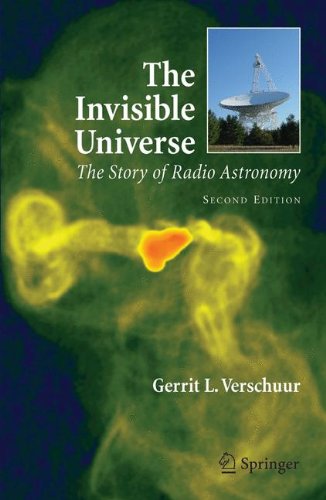 The
Invisible
Universe
The Story of Radio Astronomy
Second Edition
Gerrit L. Verschuur
Springer